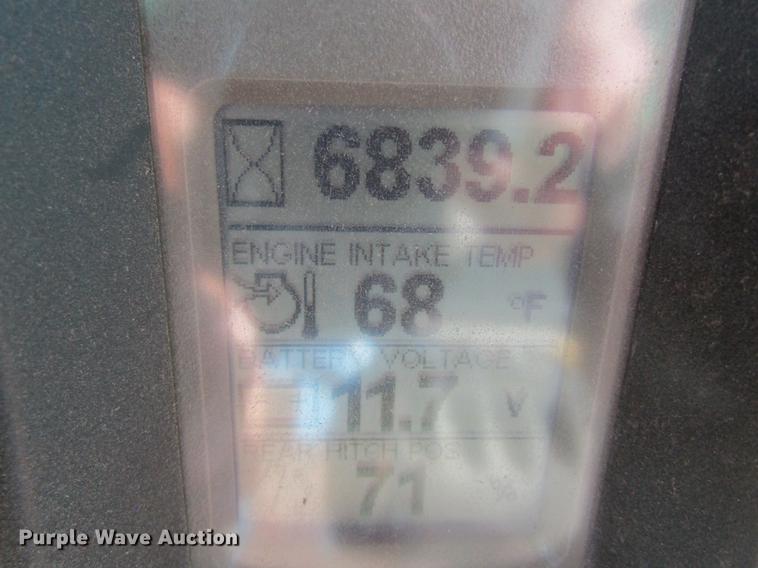 6839.2
ENGINE INTAKE TEMP
68 °F
BATTERY VOLTAGE
11.7 V
REAR HITCH POS
71 %
Purple Wave Auction